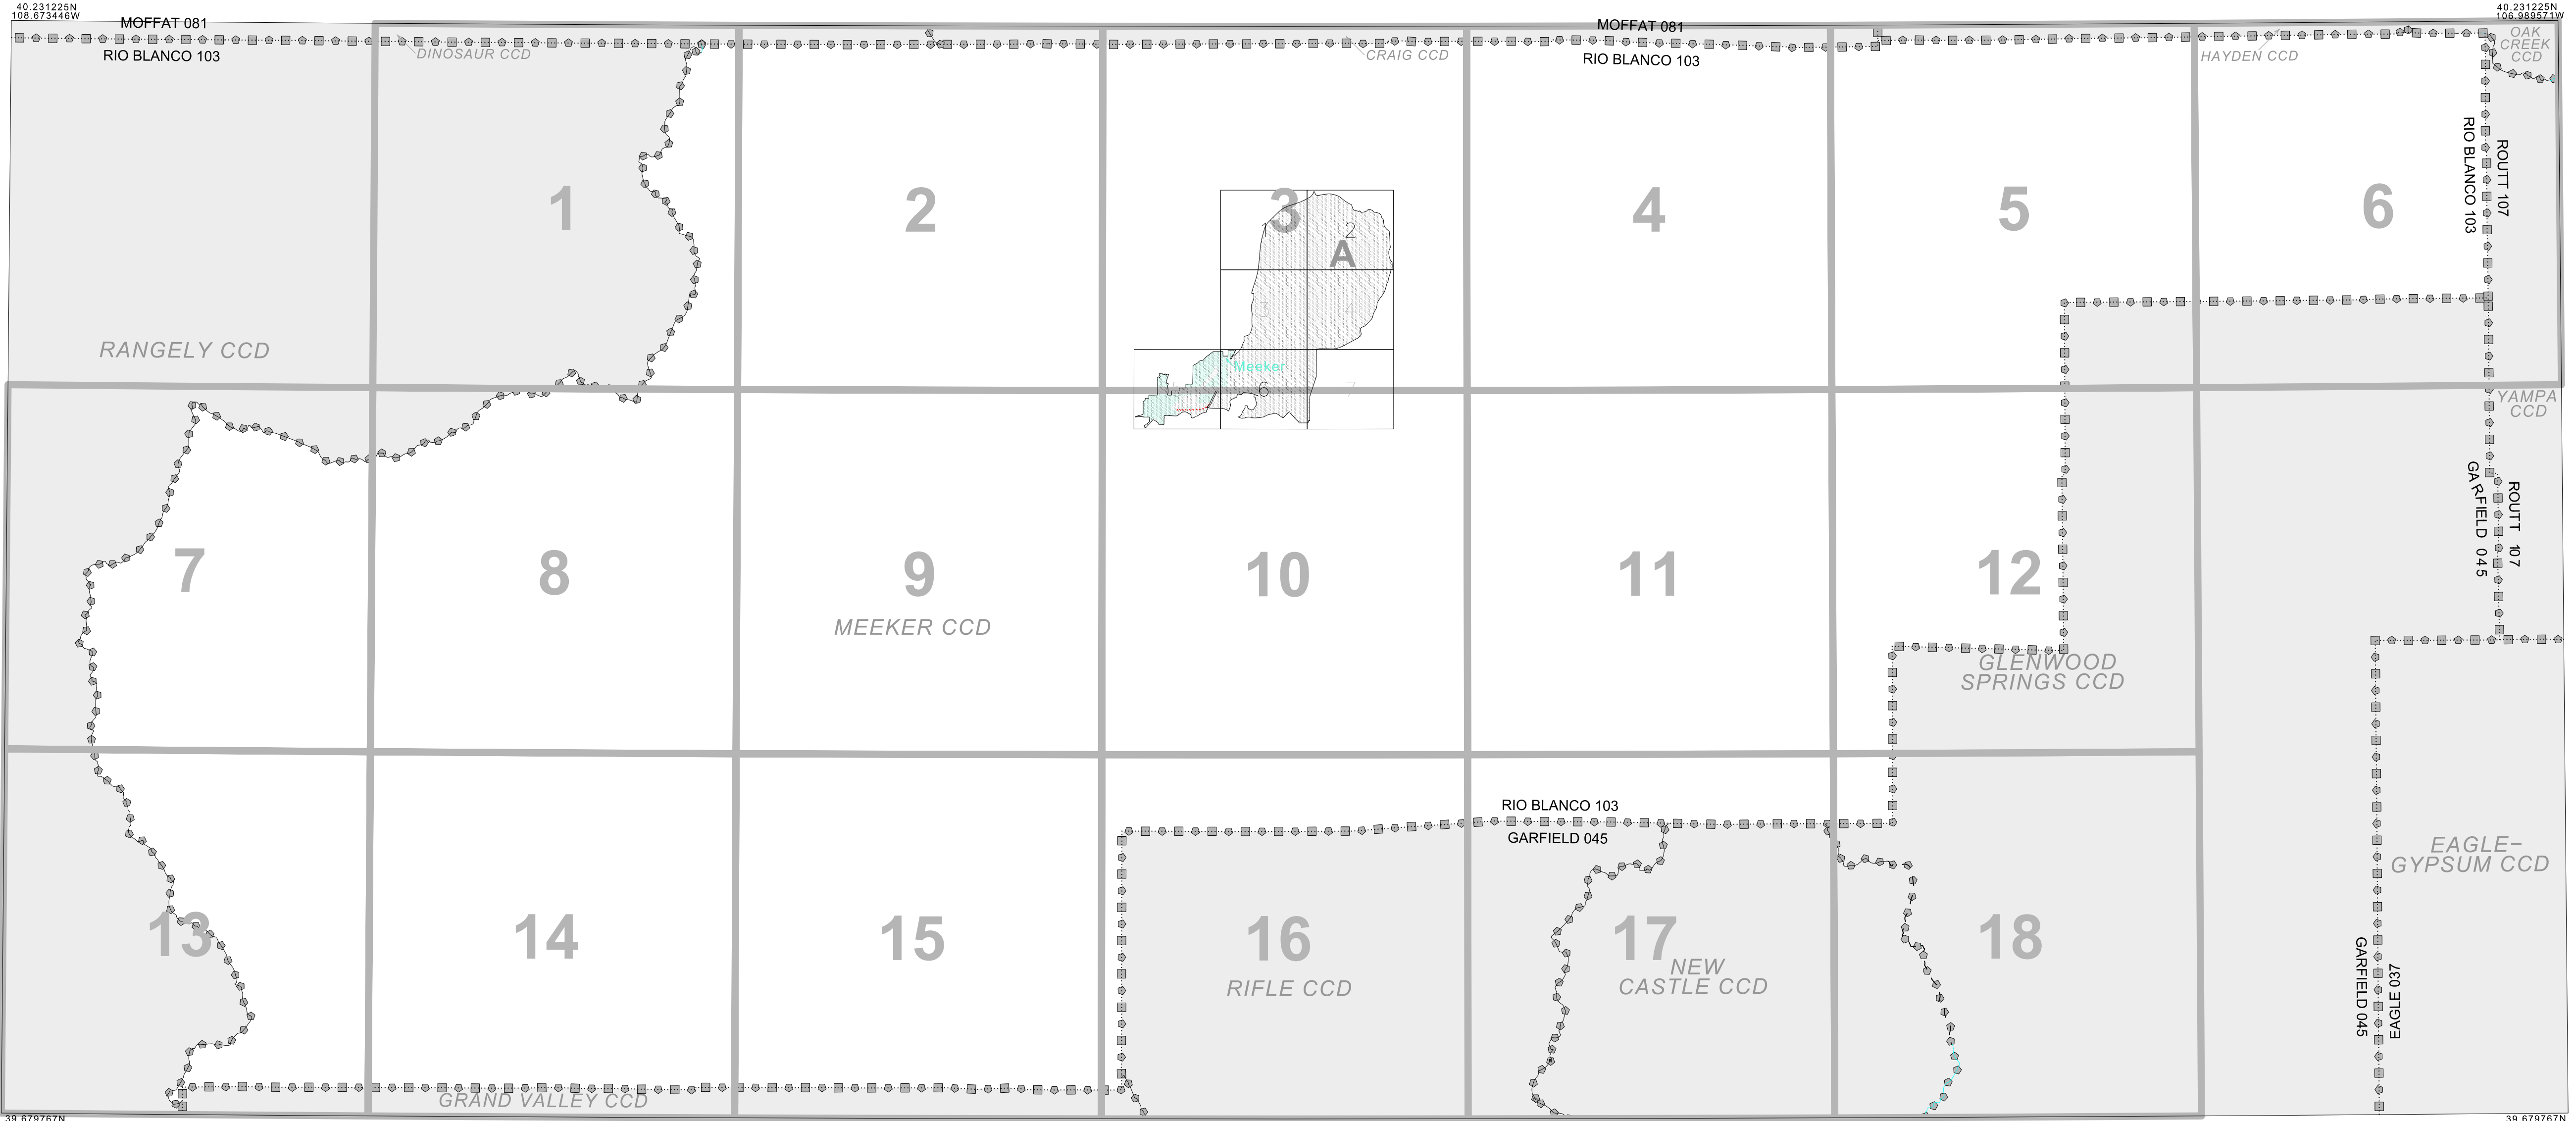 40.231225N
108.673446W
40.231225N
106.989571W
MOFFAT 081
RIO BLANCO 103
DINOSAUR CCD
MOFFAT 081
RIO BLANCO 103
CRAIG CCD
HAYDEN CCD
OAK
CREEK
CCD
RIO BLANCO 103
ROUTT 107
1
2
3
4
5
6
1
2
A
3
4
Meeker
5
6
7
RANGELY CCD
YAMPA
CCD
GARFIELD 045
ROUTT 107
7
8
9
10
11
12
MEEKER CCD
GLENWOOD
SPRINGS CCD
RIO BLANCO 103
GARFIELD 045
EAGLE-
GYPSUM CCD
13
14
15
16
17
18
RIFLE CCD
NEW
CASTLE CCD
GARFIELD 045
EAGLE 037
GRAND VALLEY CCD
39.679767N
39.679767N